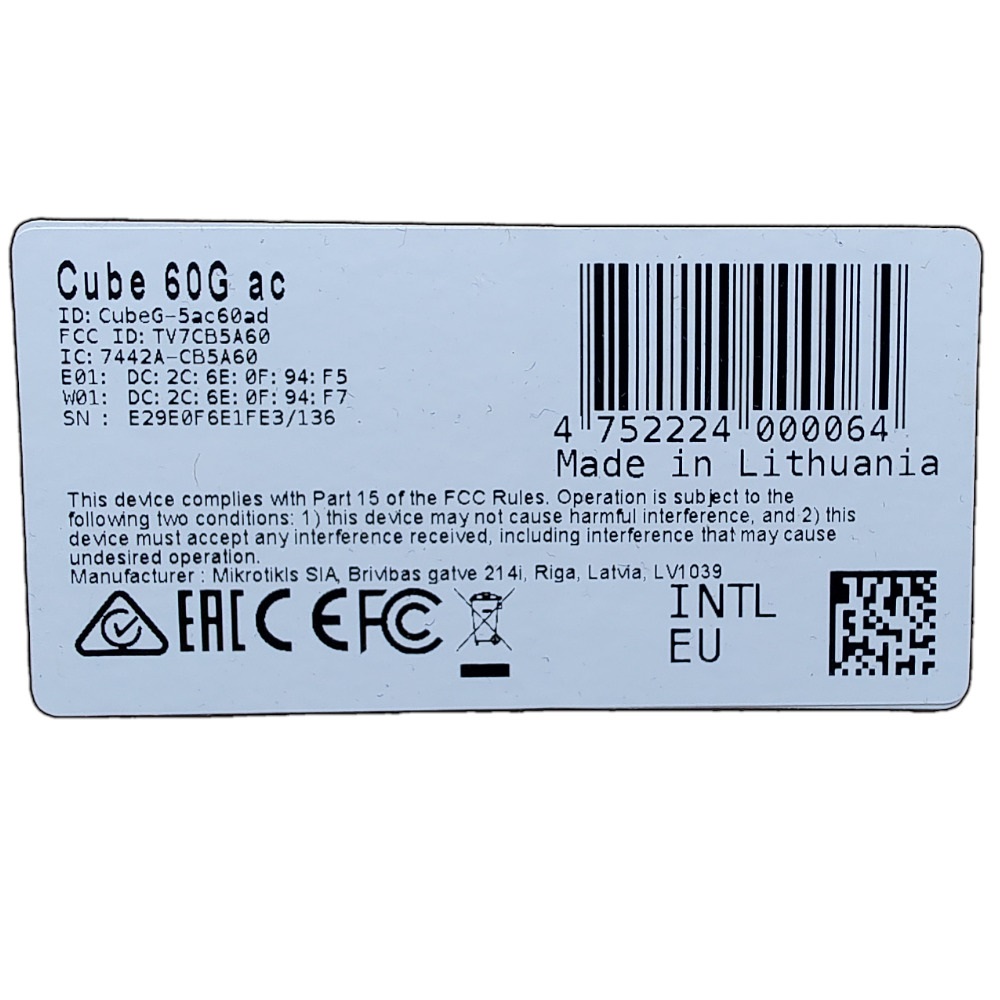 Cube 60G ac
ID: CubeG-5ac60ad
FCC ID: TV7CB5A60
IC: 7442A-CB5A60
E01: DC: 2C: 6E: 0F: 94: F5
W01: DC: 2C: 6E: 0F: 94: F7
SN : E29E0F6E1FE3/136
4 752224 000064
Made in Lithuania
This device complies with Part 15 of the FCC Rules. Operation is subject to the
following two conditions: 1) this device may not cause harmful interference, and 2) this
device must accept any interference received, including interference that may cause
undesired operation.
Manufacturer : Mikrotikls SIA, Brivibas gatve 214i, Riga, Latvia, LV1039
EAC CE FC
INTL
EU